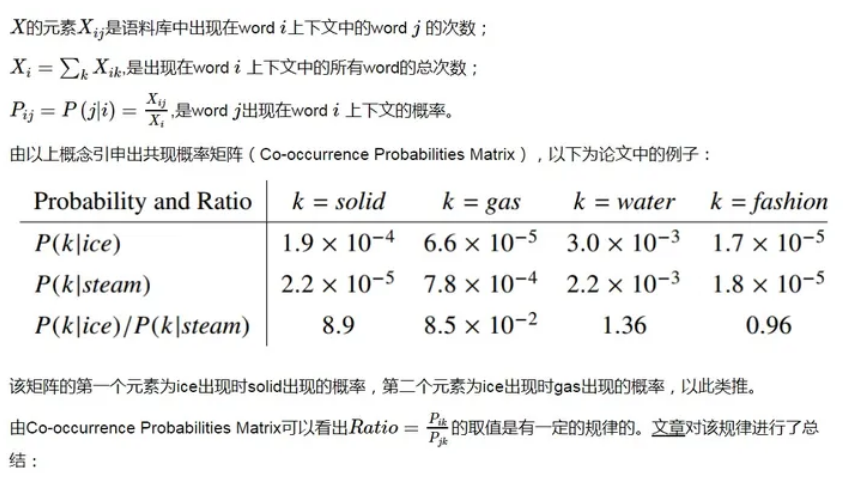 X的元素X_{ij}是语料库中出现在word i上下文中的word j 的次数；
X_i = ∑_k X_{ik},是出现在word i 上下文中的所有word的总次数；
P_{ij} = P (j|i) = \frac{X_{ij}}{X_i},是word j出现在word i 上下文的概率。
由以上概念引申出共现概率矩阵（Co-occurrence Probabilities Matrix），以下为论文中的例子：
Probability and Ratio k = solid k = gas k = water k = fashion
P(k|ice) 1.9 × 10⁻⁴ 6.6 × 10⁻⁵ 3.0 × 10⁻³ 1.7 × 10⁻⁵
P(k|steam) 2.2 × 10⁻⁵ 7.8 × 10⁻⁴ 2.2 × 10⁻³ 1.8 × 10⁻⁵
P(k|ice)/P(k|steam) 8.9 8.5 × 10⁻² 1.36 0.96
该矩阵的第一个元素为ice出现时solid出现的概率，第二个元素为ice出现时gas出现的概率，以此类推。
由Co-occurrence Probabilities Matrix可以看出Ratio = \frac{P_{ik}}{P_{jk}}的取值是有一定的规律的。文章对该规律进行了总
结：